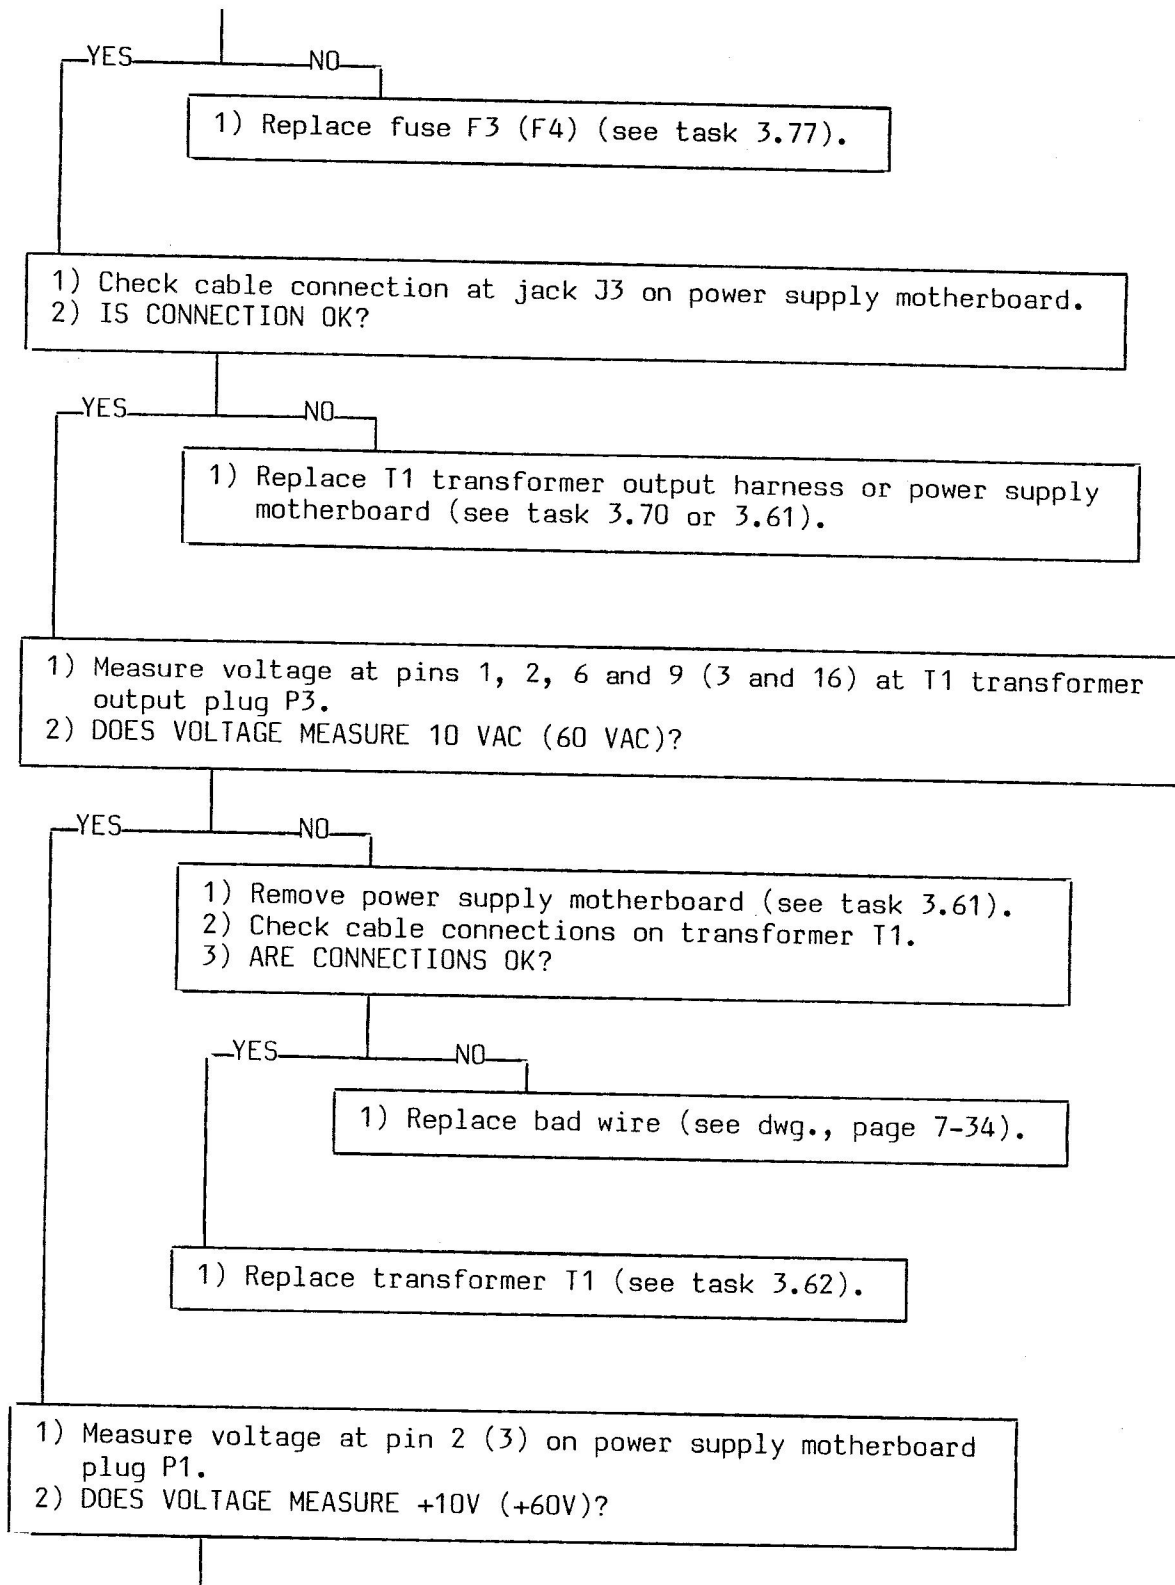 YES NO
1) Replace fuse F3 (F4) (see task 3.77).
1) Check cable connection at jack J3 on power supply motherboard.
2) IS CONNECTION OK?
YES NO
1) Replace T1 transformer output harness or power supply
motherboard (see task 3.70 or 3.61).
1) Measure voltage at pins 1, 2, 6 and 9 (3 and 16) at T1 transformer
output plug P3.
2) DOES VOLTAGE MEASURE 10 VAC (60 VAC)?
YES NO
1) Remove power supply motherboard (see task 3.61).
2) Check cable connections on transformer T1.
3) ARE CONNECTIONS OK?
YES NO
1) Replace bad wire (see dwg., page 7-34).
1) Replace transformer T1 (see task 3.62).
1) Measure voltage at pin 2 (3) on power supply motherboard
plug P1.
2) DOES VOLTAGE MEASURE +10V (+60V)?